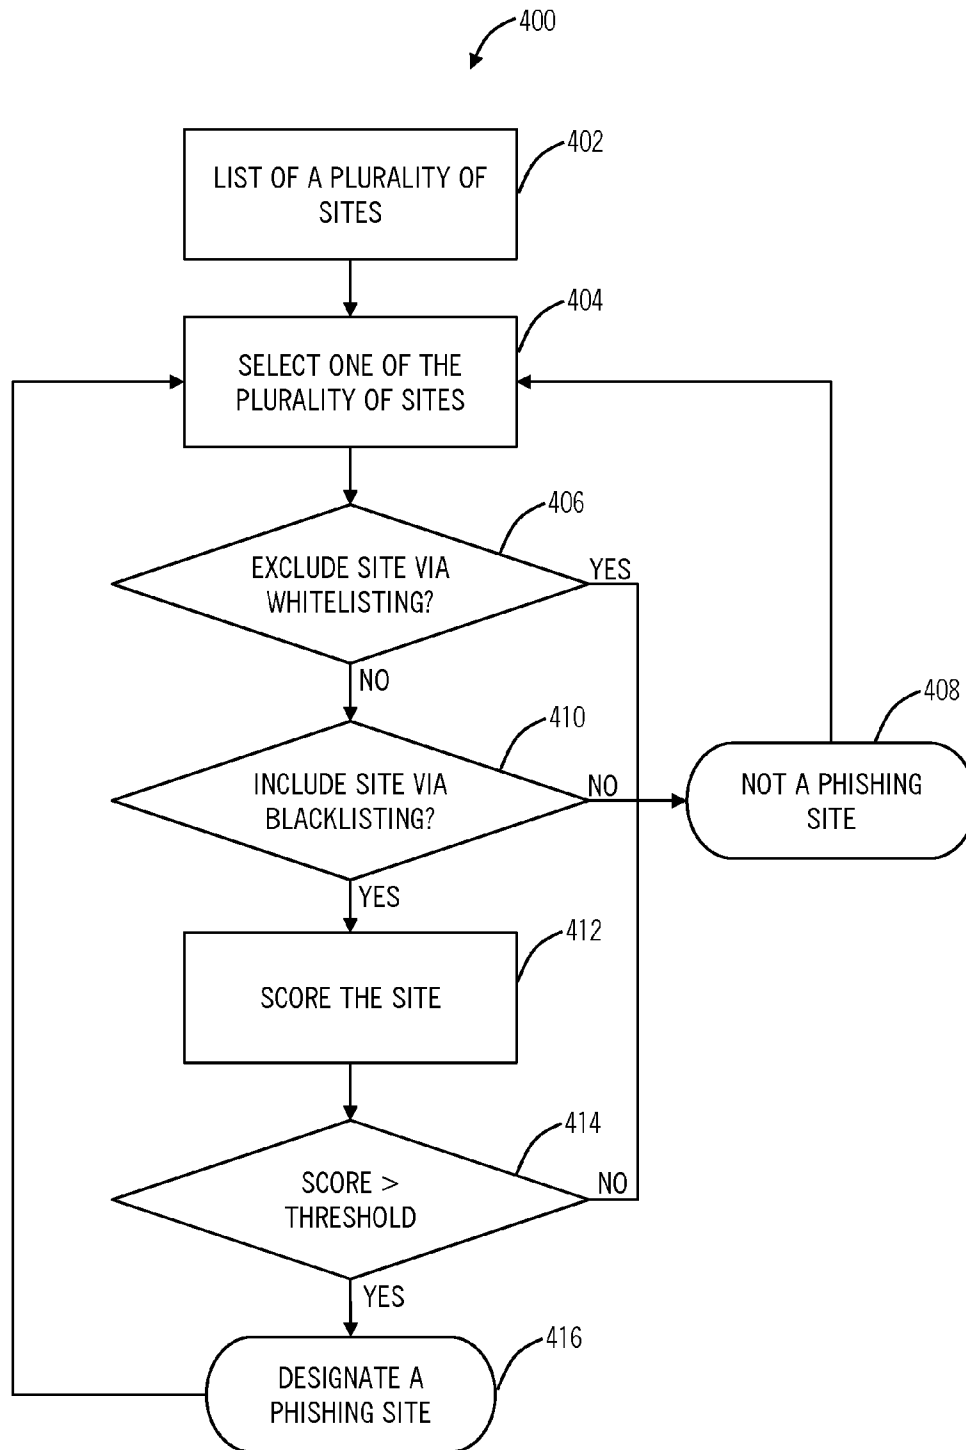 400
402
LIST OF A PLURALITY OF
SITES
404
SELECT ONE OF THE
PLURALITY OF SITES
406
EXCLUDE SITE VIA
WHITELISTING?
YES
NO
408
410
INCLUDE SITE VIA
BLACKLISTING?
NO
NOT A PHISHING
SITE
YES
412
SCORE THE SITE
414
SCORE >
THRESHOLD
NO
YES
416
DESIGNATE A
PHISHING SITE